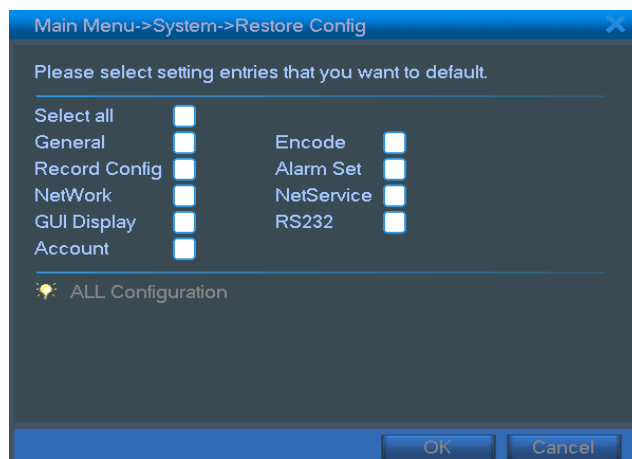 Main Menu->System->Restore Config
Please select setting entries that you want to default.
Select all
General Encode
Record Config Alarm Set
NetWork NetService
GUI Display RS232
Account
ALL Configuration
OK Cancel